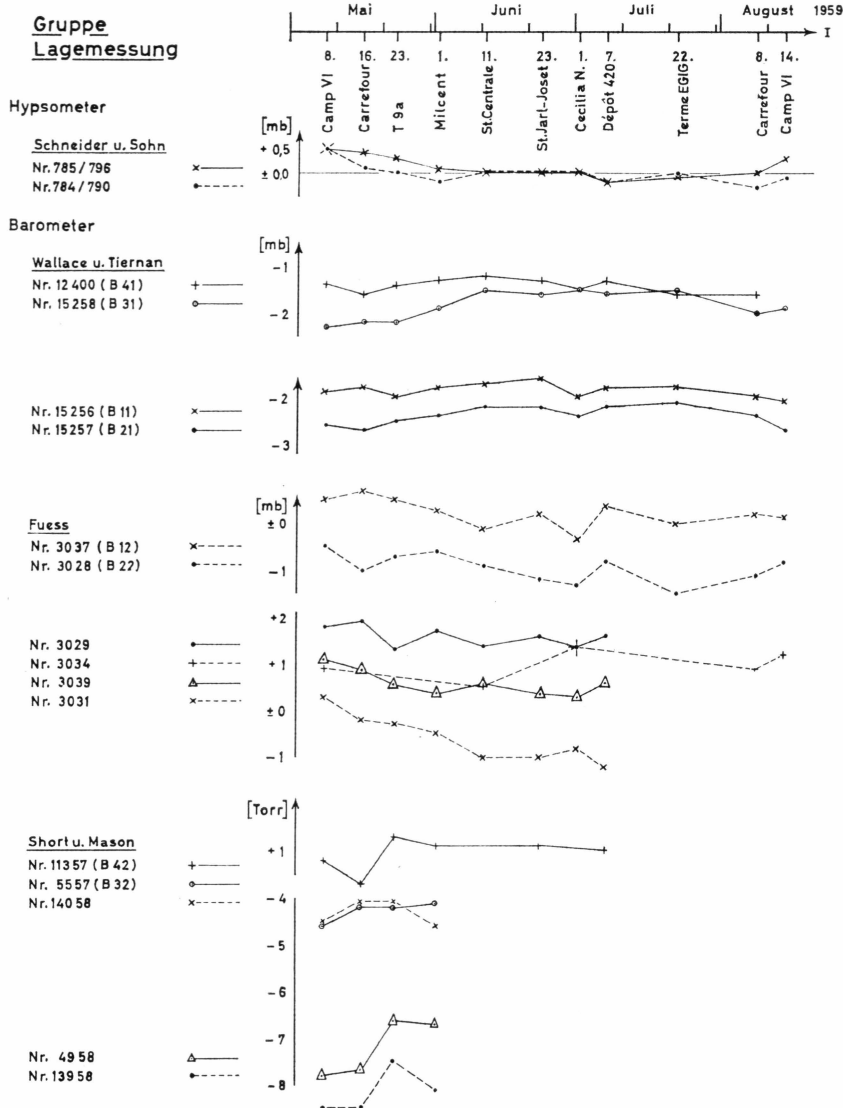 Gruppe
Lagemessung
Mai Juni Juli August 1959
I
8. 16. 23. 1. 11. 23. 1. 7. 22. 8. 14.
Camp VI
Carrefour
T 9a
Milcent
St.Centrale
St.Jarl-Joset
Cecilia N.
Dépôt 420
Terme EGIG
Carrefour
Camp VI
Hypsometer
[mb]
Schneider u. Sohn
+ 0,5
Nr. 785/796 x
± 0,0
Nr. 784/790
Barometer
[mb]
Wallace u. Tiernan
-1
Nr. 12400 (B 41)
Nr. 15258 (B 31)
-2
-2
Nr. 15256 (B 11) x
Nr. 15257 (B 21)
-3
[mb]
Fuess
± 0
Nr. 3037 (B 12) x
Nr. 3028 (B 22)
-1
+2
Nr. 3029
Nr. 3034
+1
Nr. 3039
Nr. 3031 x
± 0
-1
[Torr]
Short u. Mason
+1
Nr. 11357 (B 42)
Nr. 5557 (B 32)
Nr. 14058 x
-4
-5
-6
-7
Nr. 4958
Nr. 13958
-8